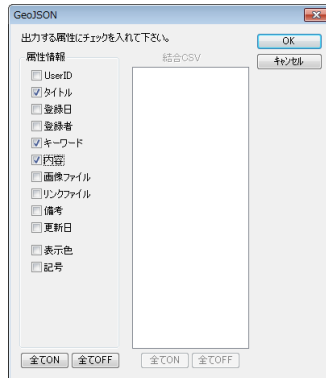 GeoJSON
出力する属性にチェックを入れて下さい。
OK
キャンセル
属性情報
結合CSV
UserID
タイトル
登録日
登録者
キーワード
内容
画像ファイル
リンクファイル
備考
更新日
表示色
記号
全てON 全てOFF
全てON 全てOFF